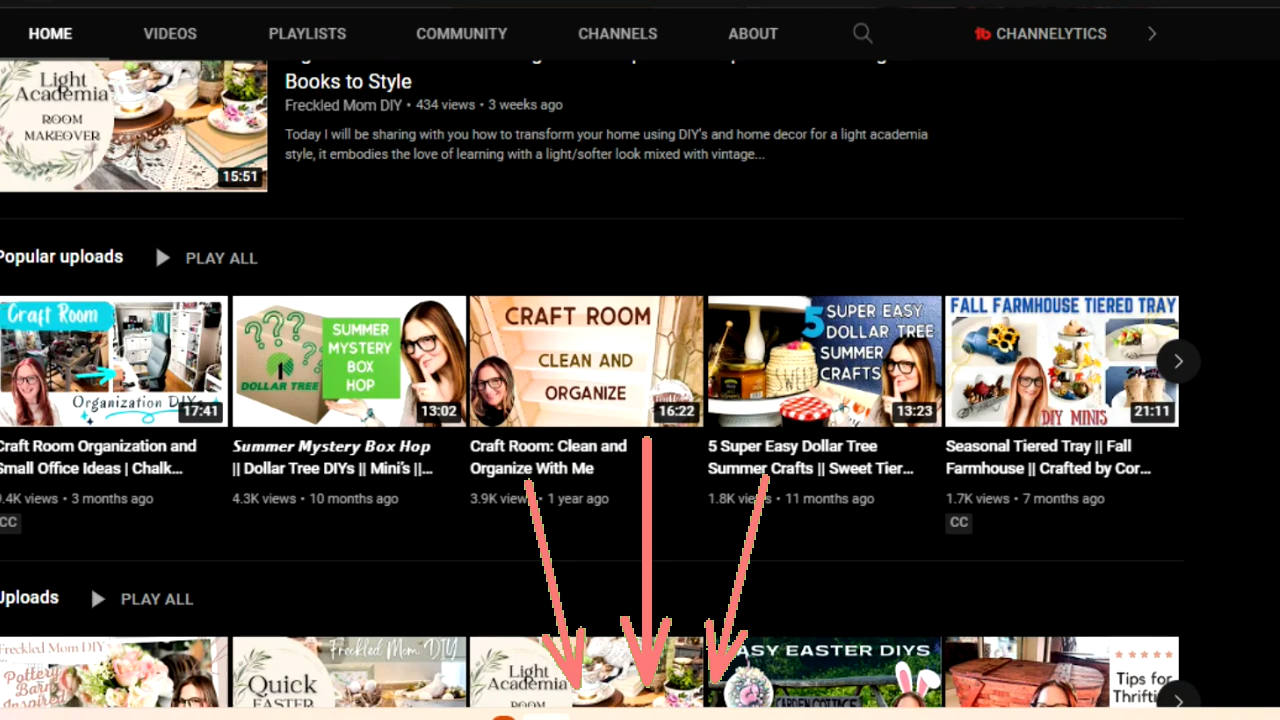 HOME VIDEOS PLAYLISTS COMMUNITY CHANNELS ABOUT CHANNELYTICS
Books to Style
Freckled Mom DIY • 434 views • 3 weeks ago
Today I will be sharing with you how to transform your home using DIY's and home decor for a light academia
style, it embodies the love of learning with a light/softer look mixed with vintage...
Light
Academia
ROOM
MAKEOVER
15:51
Popular uploads PLAY ALL
Craft Room
Organization DIYs
17:41
DOLLAR TREE
SUMMER
MYSTERY
BOX
HOP
13:02
CRAFT ROOM
CLEAN AND
ORGANIZE
16:22
5 SUPER EASY
DOLLAR TREE
SUMMER
CRAFTS
13:23
FALL FARMHOUSE TIERED TRAY
DIY MINIS
21:11
Craft Room Organization and
Small Office Ideas | Chalk...
.4K views • 3 months ago
CC
Summer Mystery Box Hop
|| Dollar Tree DIYs || Mini's ||...
4.3K views • 10 months ago
Craft Room: Clean and
Organize With Me
3.9K views • 1 year ago
5 Super Easy Dollar Tree
Summer Crafts || Sweet Tier...
1.8K views • 11 months ago
Seasonal Tiered Tray || Fall
Farmhouse || Crafted by Cor...
1.7K views • 7 months ago
CC
Uploads PLAY ALL
Freckled Mom DIY
Pottery
Barn
Inspired
Freckled Mom DIY
Quick
EASTER
Light
Academia
ROOM
EASY EASTER DIYS
GARDEN COTTAGE
Tips for
Thrifti